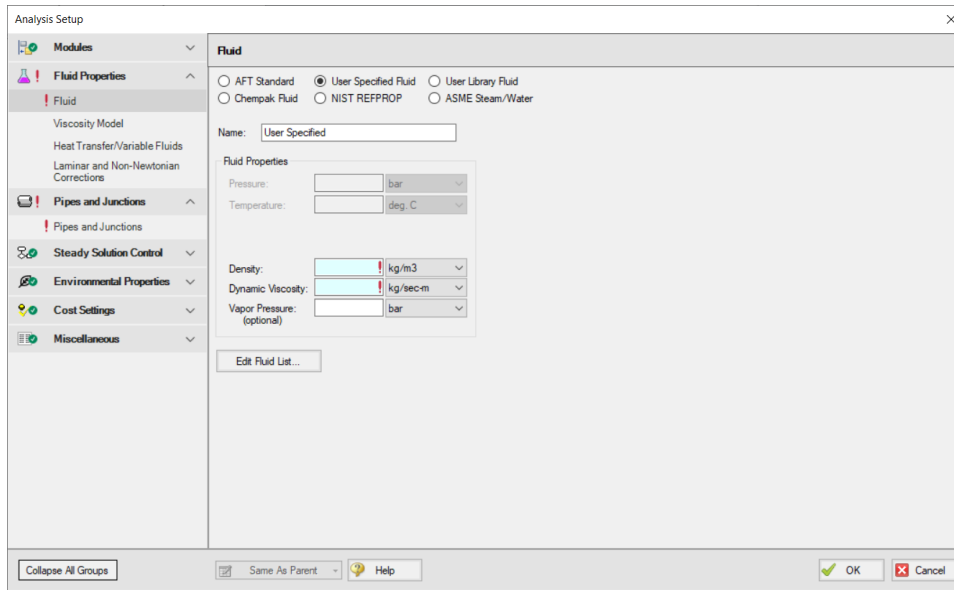 Analysis Setup
Modules
Fluid Properties
Fluid
Viscosity Model
Heat Transfer/Variable Fluids
Laminar and Non-Newtonian
Corrections
Pipes and Junctions
Pipes and Junctions
Steady Solution Control
Environmental Properties
Cost Settings
Miscellaneous
Collapse All Groups
Fluid
AFT Standard User Specified Fluid User Library Fluid
Chempak Fluid NIST REFPROP ASME Steam/Water
Name: User Specified
Fluid Properties
Pressure: bar
Temperature: deg. C
Density: kg/m3
Dynamic Viscosity: kg/sec-m
Vapor Pressure: bar
(optional)
Edit Fluid List...
Same As Parent Help OK Cancel